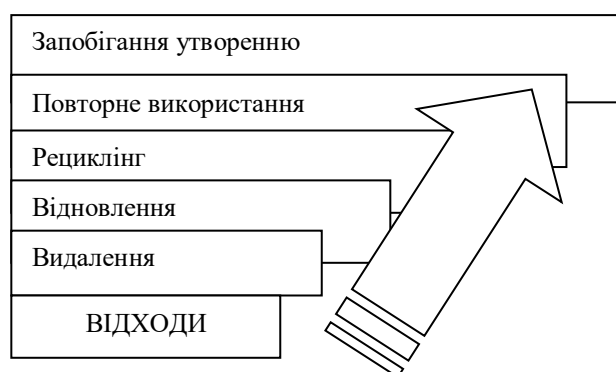 Запобігання утворенню
Повторне використання
Рециклінг
Відновлення
Видалення
ВІДХОДИ